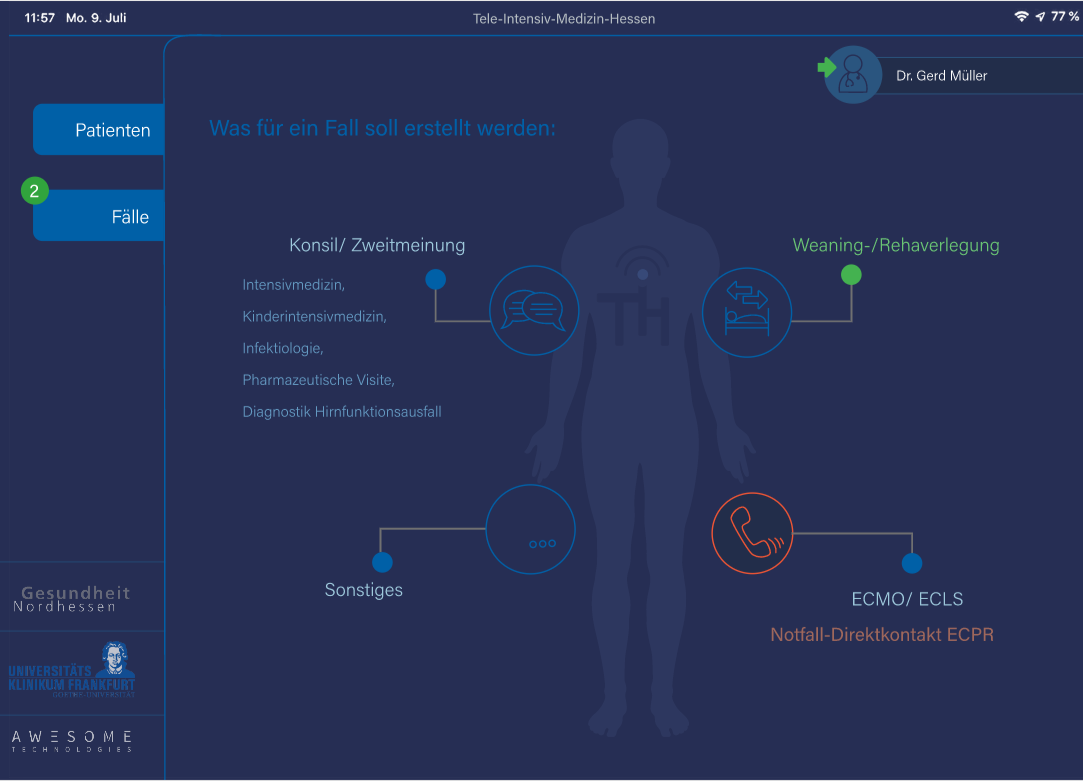 11:57 Mo. 9. Juli
Tele-Intensiv-Medizin-Hessen
77 %
Dr. Gerd Müller
Patienten
Was für ein Fall soll erstellt werden:
2
Fälle
Konsil/ Zweitmeinung
Weaning-/Rehaverlegung
Intensivmedizin,
Kinderintensivmedizin,
Infektiologie,
Pharmazeutische Visite,
Diagnostik Hirnfunktionsausfall
TH
Sonstiges
ECMO/ ECLS
Notfall-Direktkontakt ECPR
Gesundheit
Nordhessen
UNIVERSITÄTS
KLINIKUM FRANKFURT
GOETHE-UNIVERSITÄT
AWESOME
TECHNOLOGIES